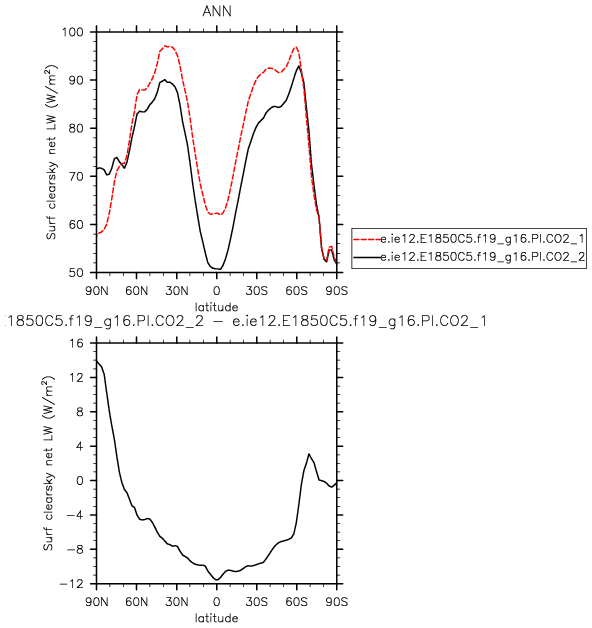 ANN
100
90
80
70
60
50
Surf clearsky net LW (W/m²)
90N 60N 30N 0 30S 60S 90S
latitude
e.ie12.E1850C5.f19_g16.PI.CO2_1
e.ie12.E1850C5.f19_g16.PI.CO2_2
.1850C5.f19_g16.PI.CO2_2 − e.ie12.E1850C5.f19_g16.PI.CO2_1
16
12
8
4
0
−4
−8
−12
Surf clearsky net LW (W/m²)
90N 60N 30N 0 30S 60S 90S
latitude